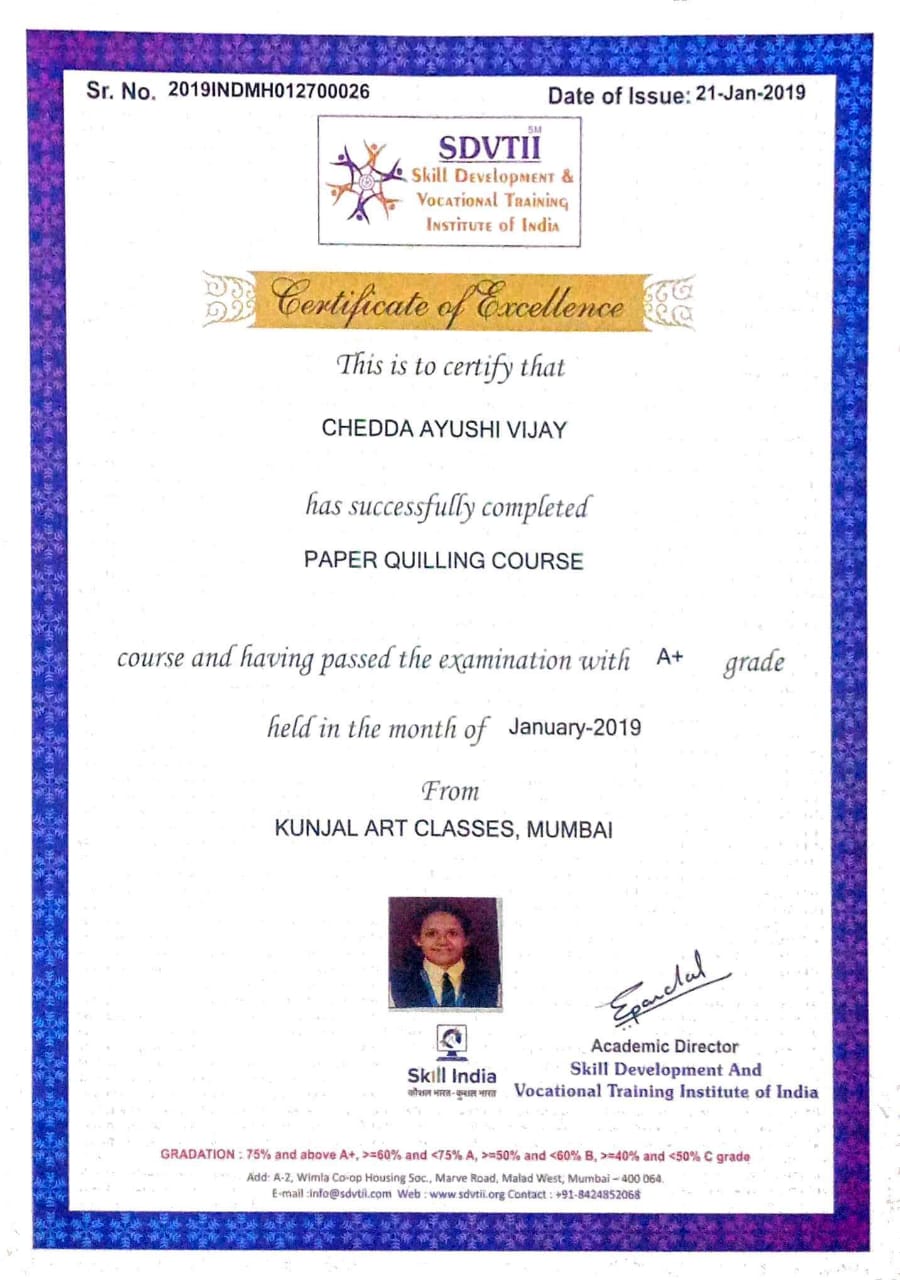 Sr. No. 2019INDMH012700026
Date of Issue: 21-Jan-2019
SDVTII SM
Skill Development &
Vocational Training
Institute of India
Certificate of Excellence
This is to certify that
CHEDDA AYUSHI VIJAY
has successfully completed
PAPER QUILLING COURSE
course and having passed the examination with A+ grade
held in the month of January-2019
From
KUNJAL ART CLASSES, MUMBAI
Skill India
कौशल भारत - कुशल भारत
Academic Director
Skill Development And
Vocational Training Institute of India
GRADATION : 75% and above A+, >=60% and <75% A, >=50% and <60% B, >=40% and <50% C grade
Add: A-2, Wimla Co-op Housing Soc., Marve Road, Malad West, Mumbai – 400 064.
E-mail :info@sdvtii.com Web : www.sdvtii.org Contact : +91-8424852068